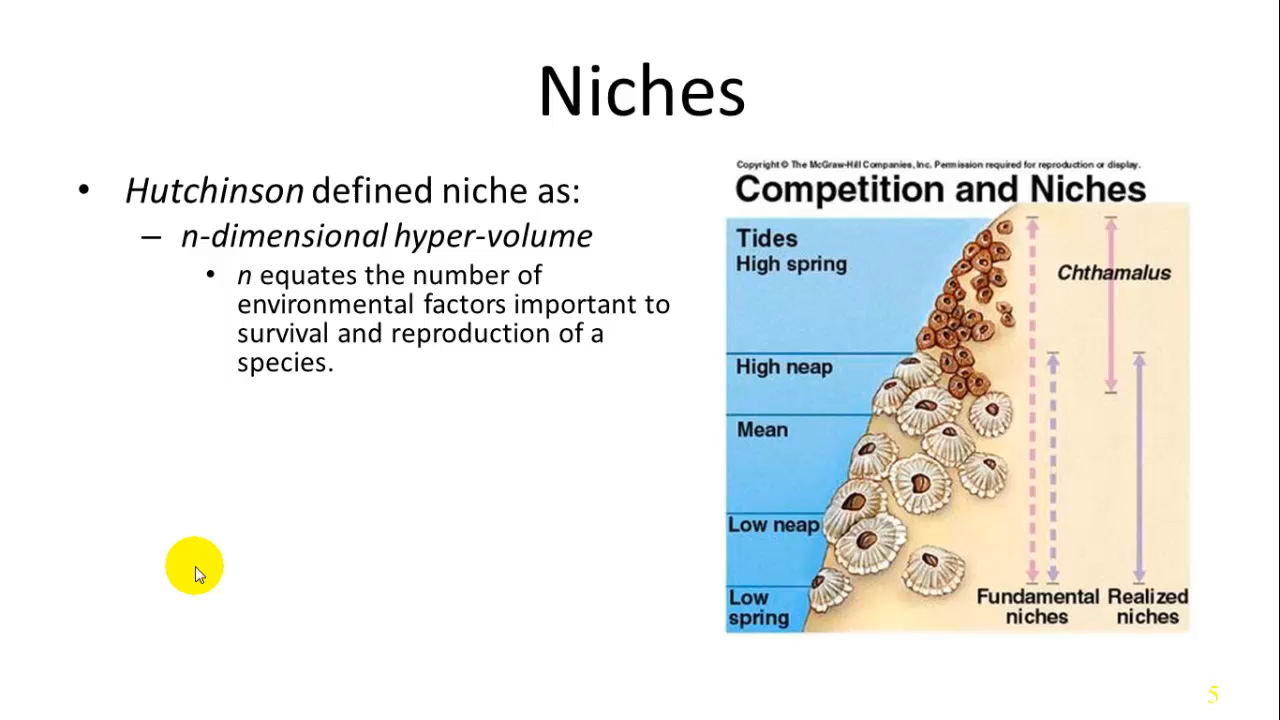 Niches
• Hutchinson defined niche as:
– n-dimensional hyper-volume
• n equates the number of
environmental factors important to
survival and reproduction of a
species.
Copyright © The McGraw-Hill Companies, Inc. Permission required for reproduction or display.
Competition and Niches
Tides
High spring
Chthamalus
High neap
Mean
Low neap
Low
spring
Fundamental
niches
Realized
niches
5